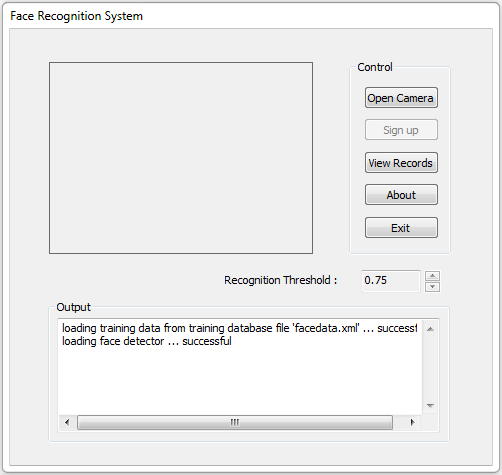 Face Recognition System
Control
Open Camera
Sign up
View Records
About
Exit
Recognition Threshold : 0.75
Output
loading training data from training database file 'facedata.xml' ... successf
loading face detector ... successful